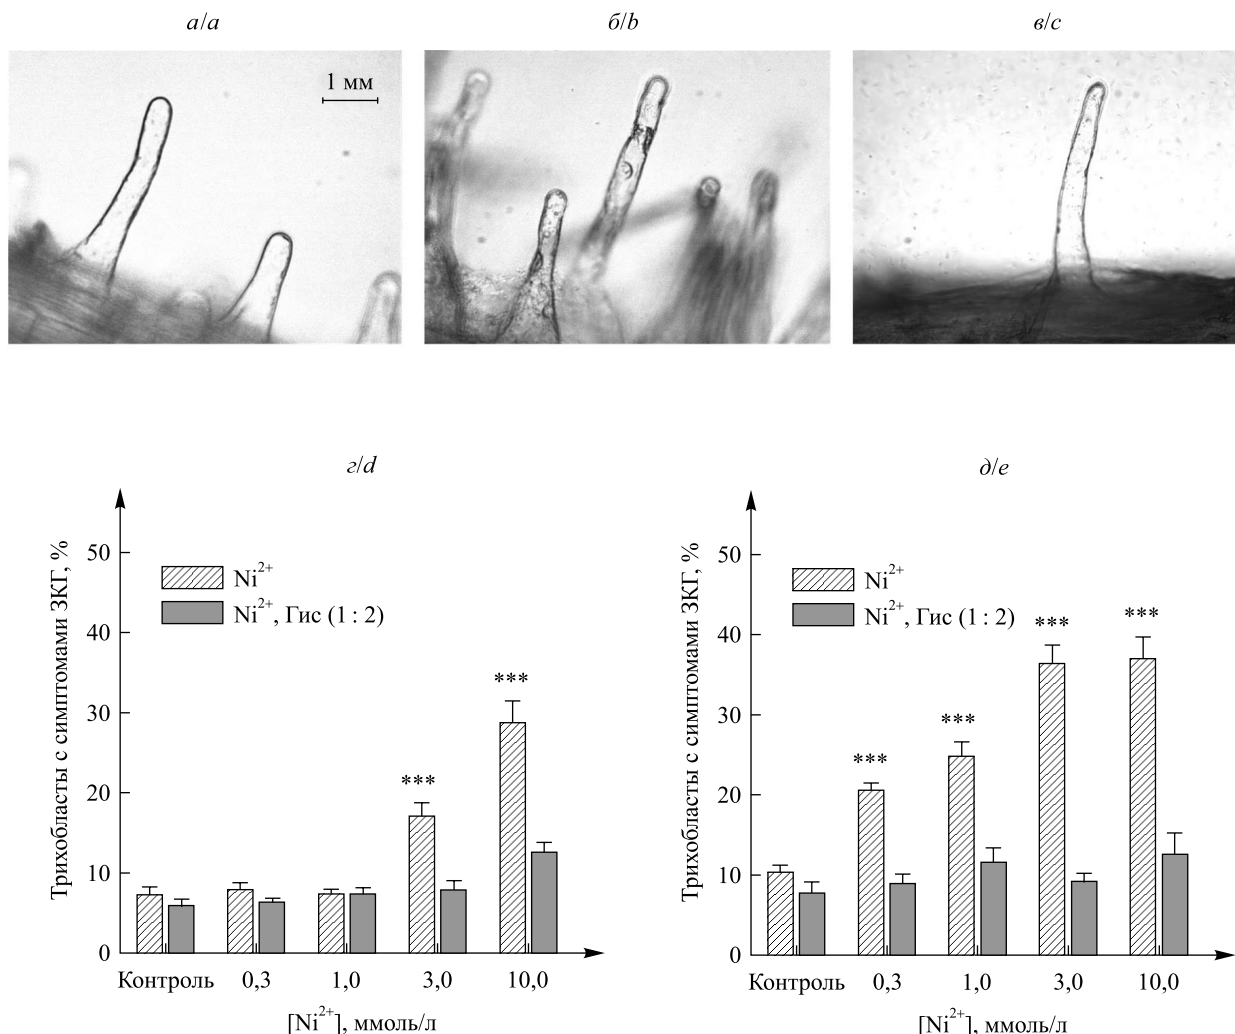 а/a
б/b
в/c
1 мм
г/d
Трихобласты с симптомами ЗКГ, %
50
40
30
20
10
0
Ni²⁺
Ni²⁺, Гис (1 : 2)
***
***
Контроль
0,3
1,0
3,0
10,0
[Ni²⁺], ммоль/л
д/e
Трихобласты с симптомами ЗКГ, %
50
40
30
20
10
0
Ni²⁺
Ni²⁺, Гис (1 : 2)
***
***
***
***
Контроль
0,3
1,0
3,0
10,0
[Ni²⁺], ммоль/л